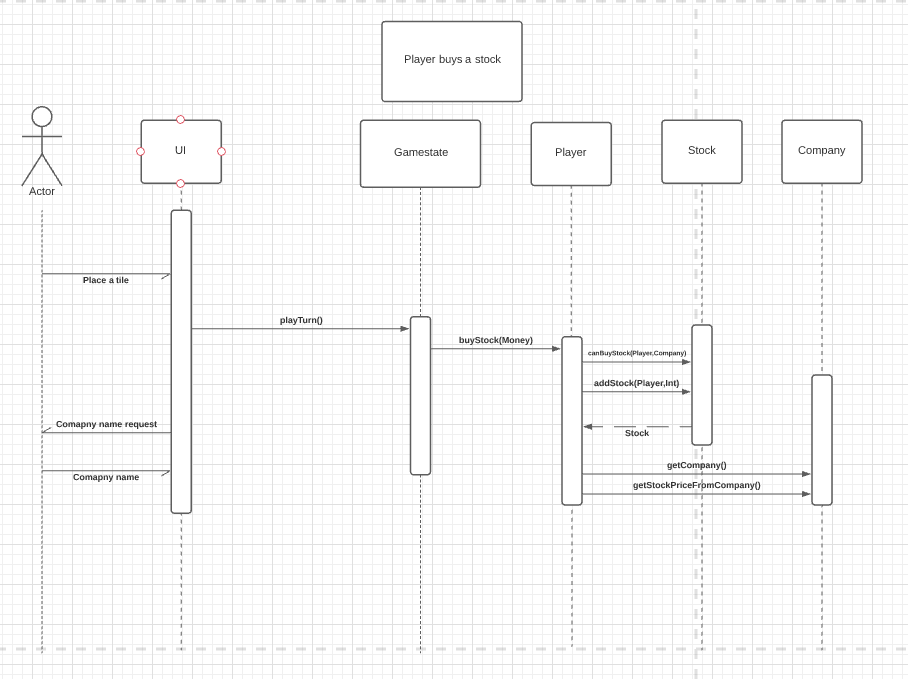 Player buys a stock
Actor
UI
Gamestate
Player
Stock
Company
Place a tile
playTurn()
buyStock(Money)
canBuyStock(Player,Company)
addStock(Player,Int)
Comapny name request
Stock
getCompany()
Comapny name
getStockPriceFromCompany()